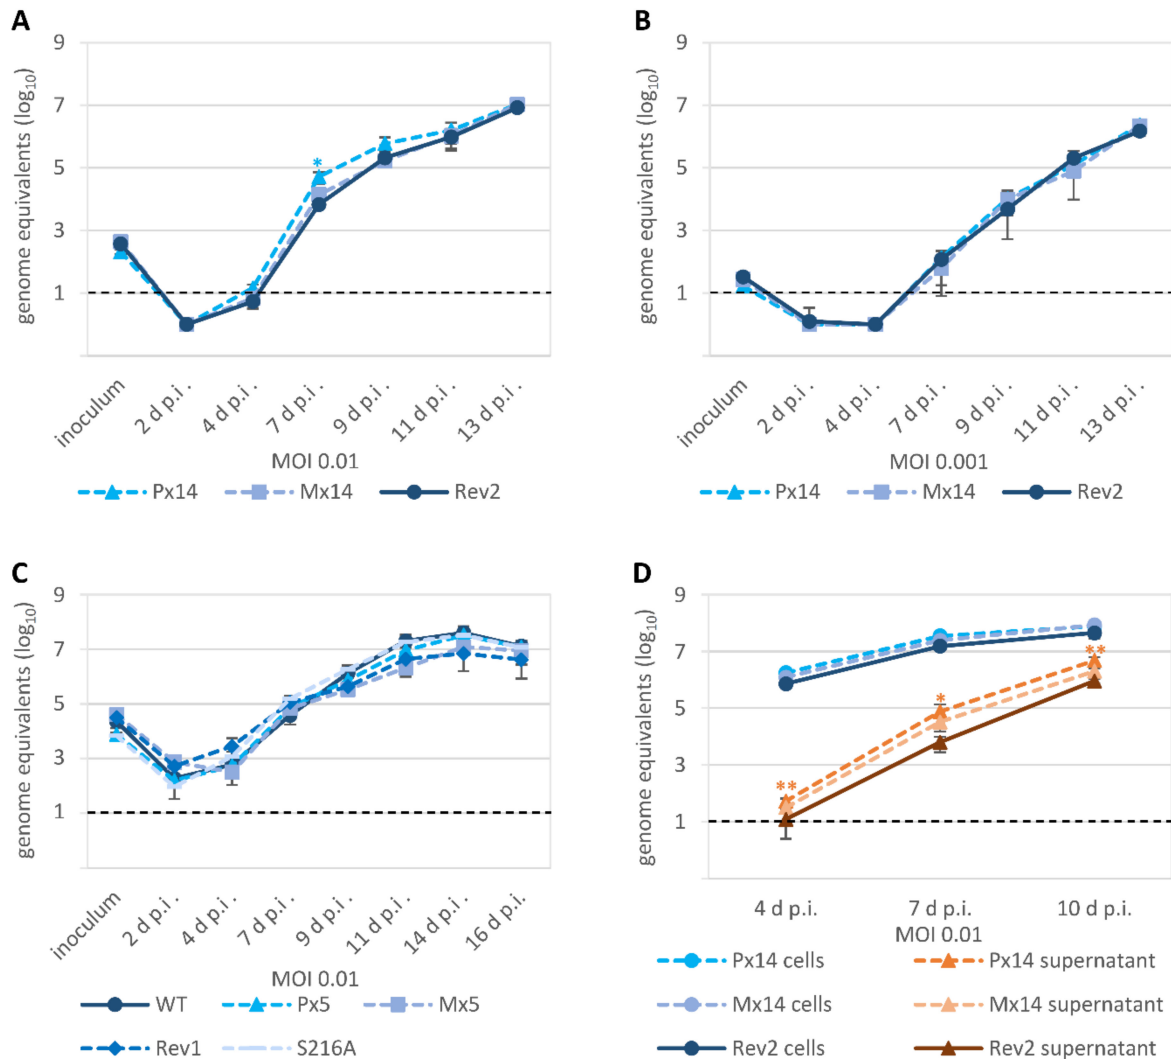 A
genome equivalents (log10)
9
7
5
3
1
*
inoculum
2 d p.i.
4 d p.i.
7 d p.i.
9 d p.i.
11 d p.i.
13 d p.i.
MOI 0.01
Px14 Mx14 Rev2
B
genome equivalents (log10)
9
7
5
3
1
inoculum
2 d p.i.
4 d p.i.
7 d p.i.
9 d p.i.
11 d p.i.
13 d p.i.
MOI 0.001
Px14 Mx14 Rev2
C
genome equivalents (log10)
9
7
5
3
1
inoculum
2 d p.i.
4 d p.i.
7 d p.i.
9 d p.i.
11 d p.i.
14 d p.i.
16 d p.i.
MOI 0.01
WT Px5 Mx5
Rev1 S216A
D
genome equivalents (log10)
9
7
5
3
1
**
*
**
4 d p.i. 7 d p.i. 10 d p.i.
MOI 0.01
Px14 cells Px14 supernatant
Mx14 cells Mx14 supernatant
Rev2 cells Rev2 supernatant